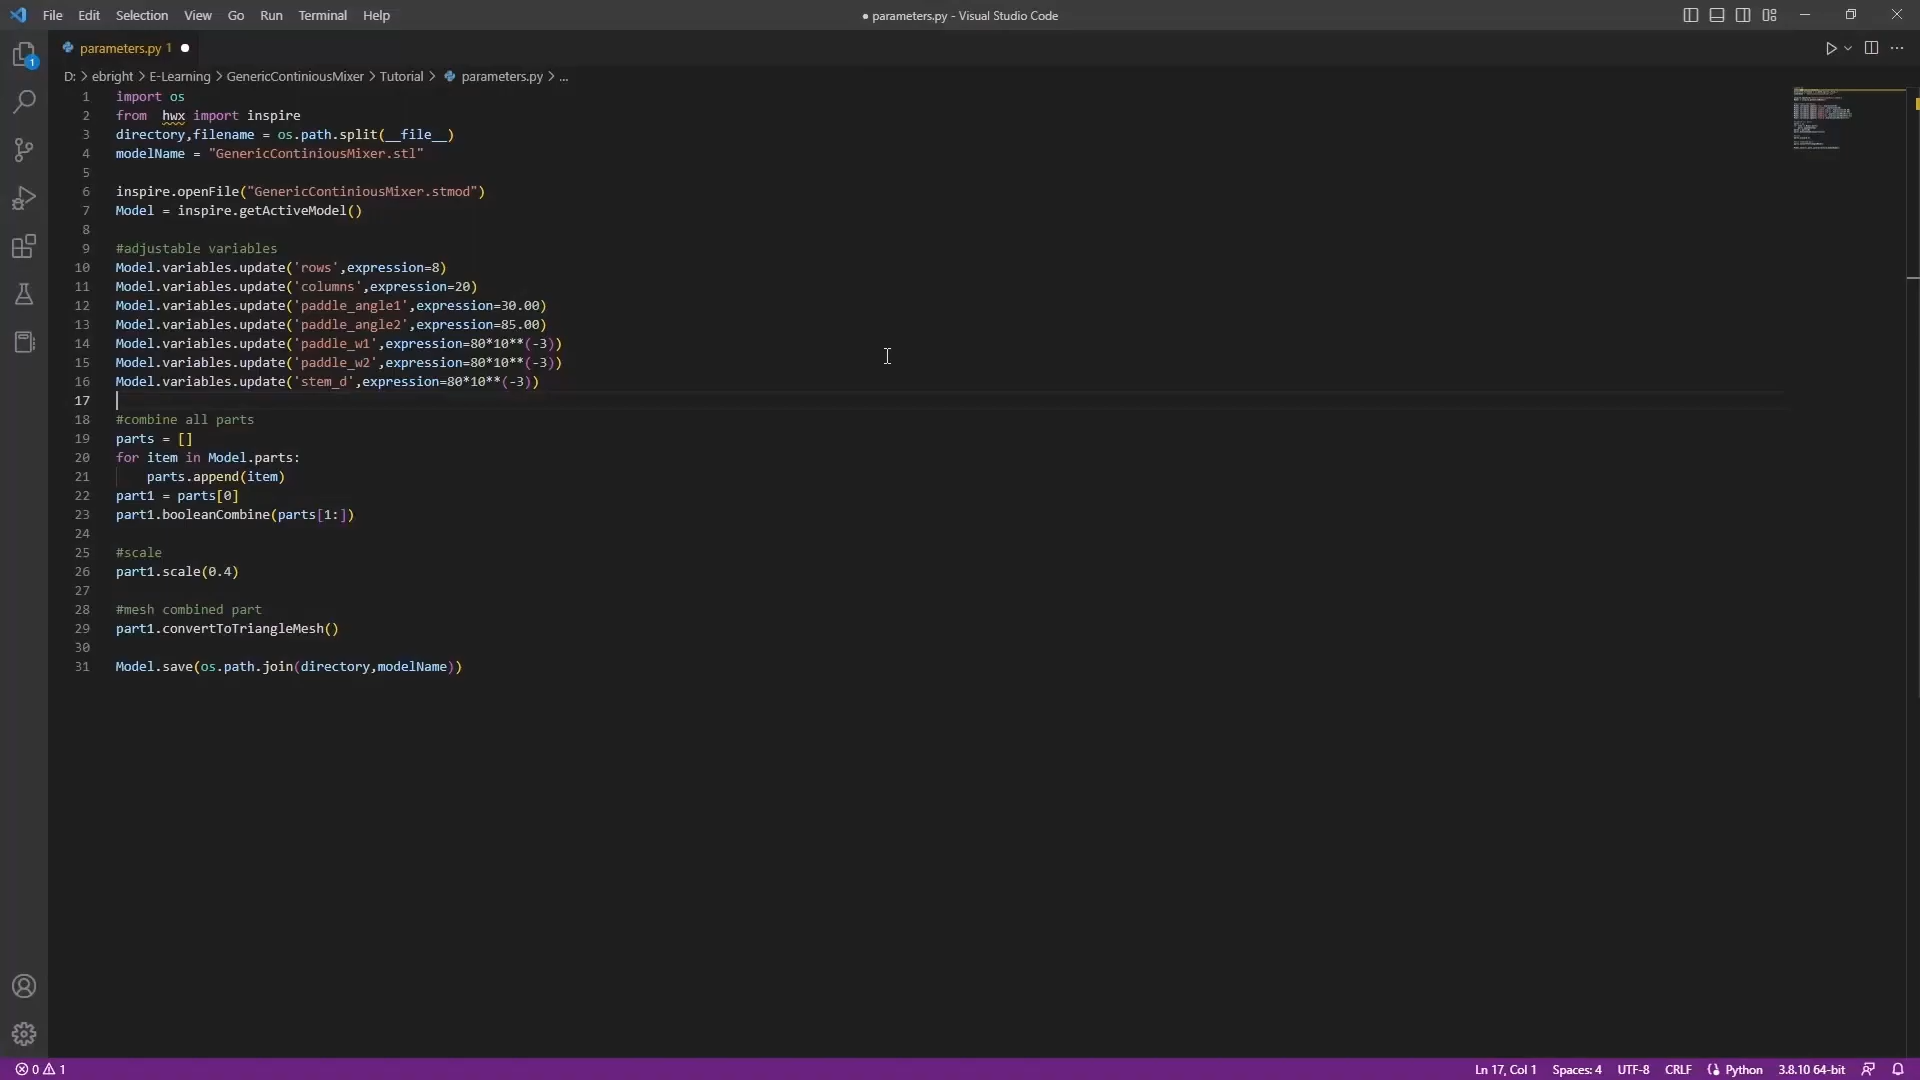 File Edit Selection View Go Run Terminal Help
● parameters.py - Visual Studio Code
parameters.py 1 ●
D: > ebright > E-Learning > GenericContiniousMixer > Tutorial > parameters.py > ...
1 import os
2 from  hwx import inspire
3 directory,filename = os.path.split(__file__)
4 modelName = "GenericContiniousMixer.stl"
5
6 inspire.openFile("GenericContiniousMixer.stmod")
7 Model = inspire.getActiveModel()
8
9 #adjustable variables
10 Model.variables.update('rows',expression=8)
11 Model.variables.update('columns',expression=20)
12 Model.variables.update('paddle_angle1',expression=30.00)
13 Model.variables.update('paddle_angle2',expression=85.00)
14 Model.variables.update('paddle_w1',expression=80*10**(-3))
15 Model.variables.update('paddle_w2',expression=80*10**(-3))
16 Model.variables.update('stem_d',expression=80*10**(-3))
17
18 #combine all parts
19 parts = []
20 for item in Model.parts:
21     parts.append(item)
22 part1 = parts[0]
23 part1.booleanCombine(parts[1:])
24
25 #scale
26 part1.scale(0.4)
27
28 #mesh combined part
29 part1.convertToTriangleMesh()
30
31 Model.save(os.path.join(directory,modelName))
1
0 1 Ln 17, Col 1 Spaces: 4 UTF-8 CRLF Python 3.8.10 64-bit